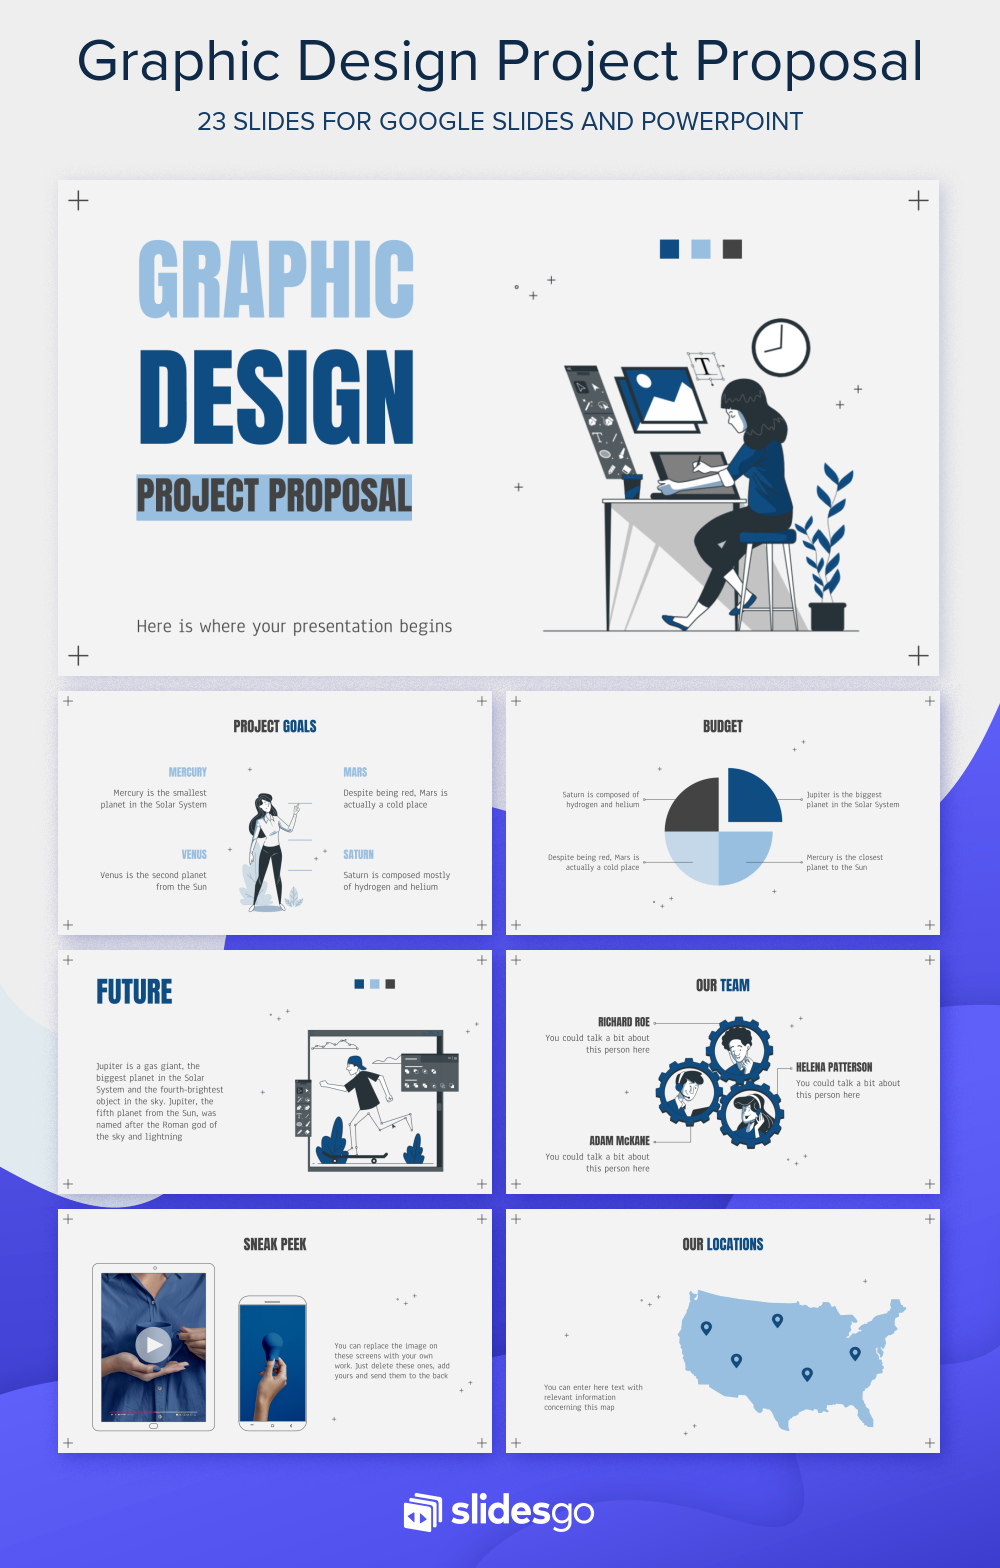 Graphic Design Project Proposal
23 SLIDES FOR GOOGLE SLIDES AND POWERPOINT
GRAPHIC
DESIGN
PROJECT PROPOSAL
Here is where your presentation begins
T
T
PROJECT GOALS
MERCURY
Mercury is the smallest
planet in the Solar System
MARS
Despite being red, Mars is
actually a cold place
VENUS
Venus is the second planet
from the Sun
SATURN
Saturn is composed mostly
of hydrogen and helium
BUDGET
Saturn is composed of
hydrogen and helium
Jupiter is the biggest
planet in the Solar System
Despite being red, Mars is
actually a cold place
Mercury is the closest
planet to the Sun
FUTURE
Jupiter is a gas giant, the
biggest planet in the Solar
System and the fourth-brightest
object in the sky. Jupiter, the
fifth planet from the Sun, was
named after the Roman god of
the sky and lightning
OUR TEAM
RICHARD ROE
You could talk a bit about
this person here
HELENA PATTERSON
You could talk a bit about
this person here
ADAM McKANE
You could talk a bit about
this person here
SNEAK PEEK
You can replace the image on
these screens with your own
work. Just delete these ones, add
yours and send them to the back
OUR LOCATIONS
You can enter here text with
relevant information
concerning this map
slidesgo